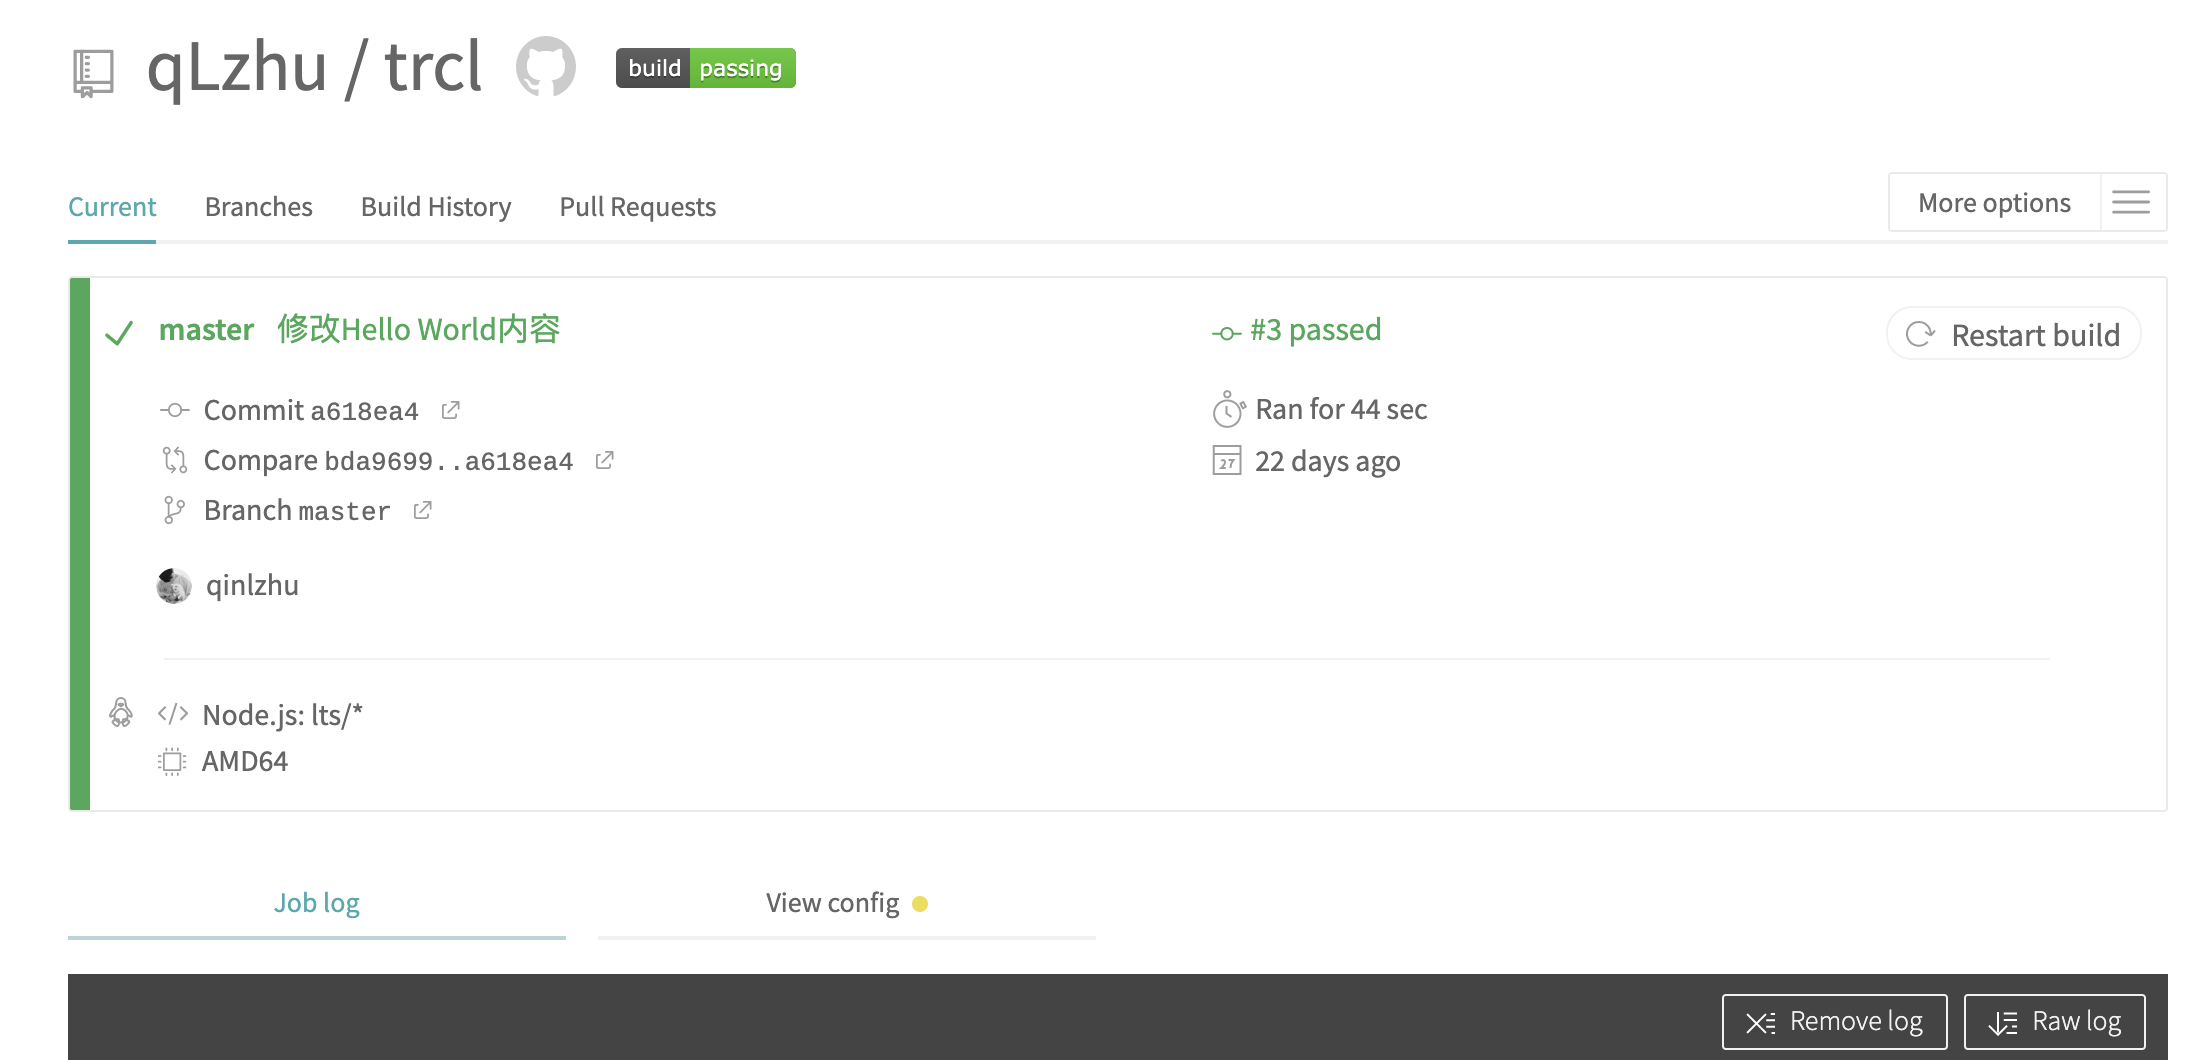 qLzhu / trcl build passing
Current Branches Build History Pull Requests More options
master 修改Hello World内容
#3 passed
Restart build
Commit a618ea4
Compare bda9699..a618ea4
Branch master
Ran for 44 sec
27 22 days ago
qinlzhu
Node.js: lts/*
AMD64
Job log View config
Remove log Raw log